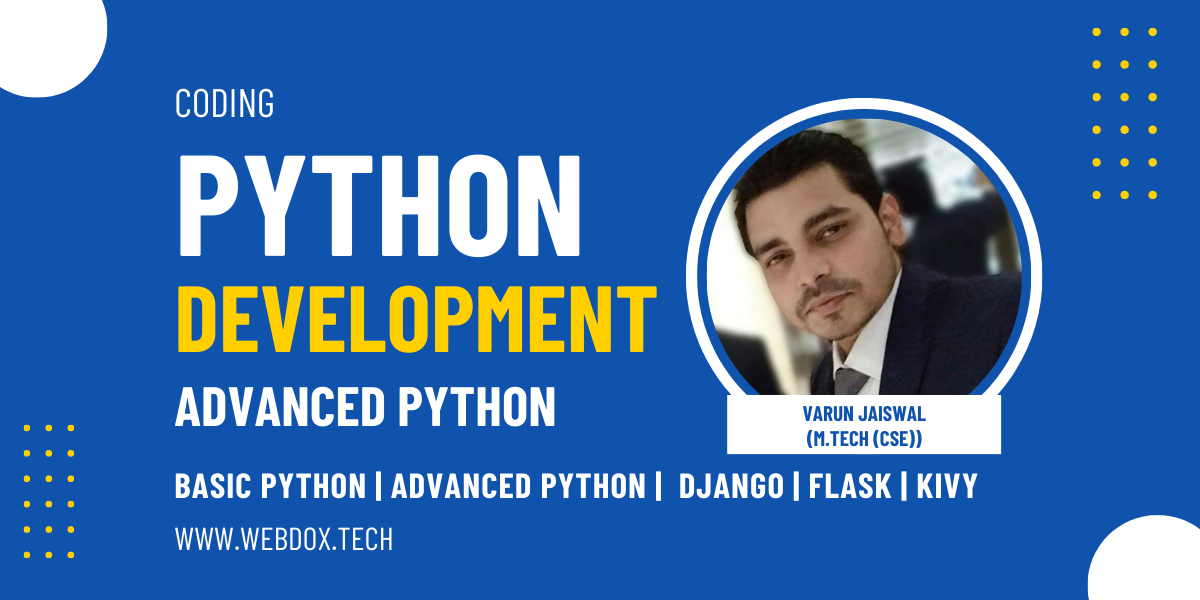 CODING
PYTHON
DEVELOPMENT
ADVANCED PYTHON
VARUN JAISWAL
(M.TECH (CSE))
BASIC PYTHON | ADVANCED PYTHON | DJANGO | FLASK | KIVY
WWW.WEBDOX.TECH